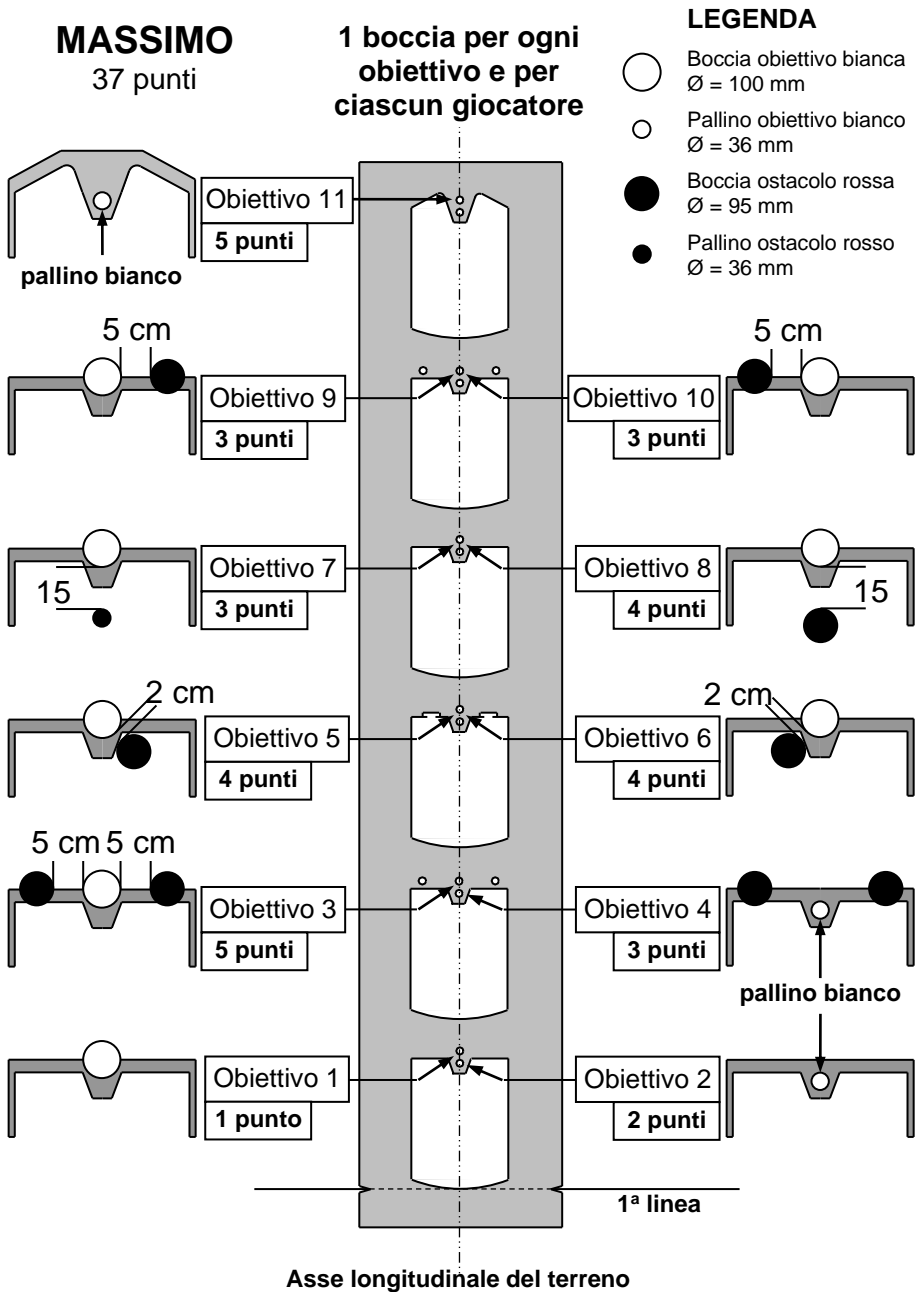 MASSIMO
37 punti
1 boccia per ogni
obiettivo e per
ciascun giocatore
LEGENDA
Boccia obiettivo bianca
Ø = 100 mm
Pallino obiettivo bianco
Ø = 36 mm
Boccia ostacolo rossa
Ø = 95 mm
Pallino ostacolo rosso
Ø = 36 mm
Obiettivo 11
5 punti
pallino bianco
5 cm
Obiettivo 9
3 punti
5 cm
Obiettivo 10
3 punti
15
Obiettivo 7
3 punti
Obiettivo 8
4 punti
15
2 cm
Obiettivo 5
4 punti
2 cm
Obiettivo 6
4 punti
5 cm 5 cm
Obiettivo 3
5 punti
Obiettivo 4
3 punti
pallino bianco
Obiettivo 1
1 punto
Obiettivo 2
2 punti
1ª linea
Asse longitudinale del terreno